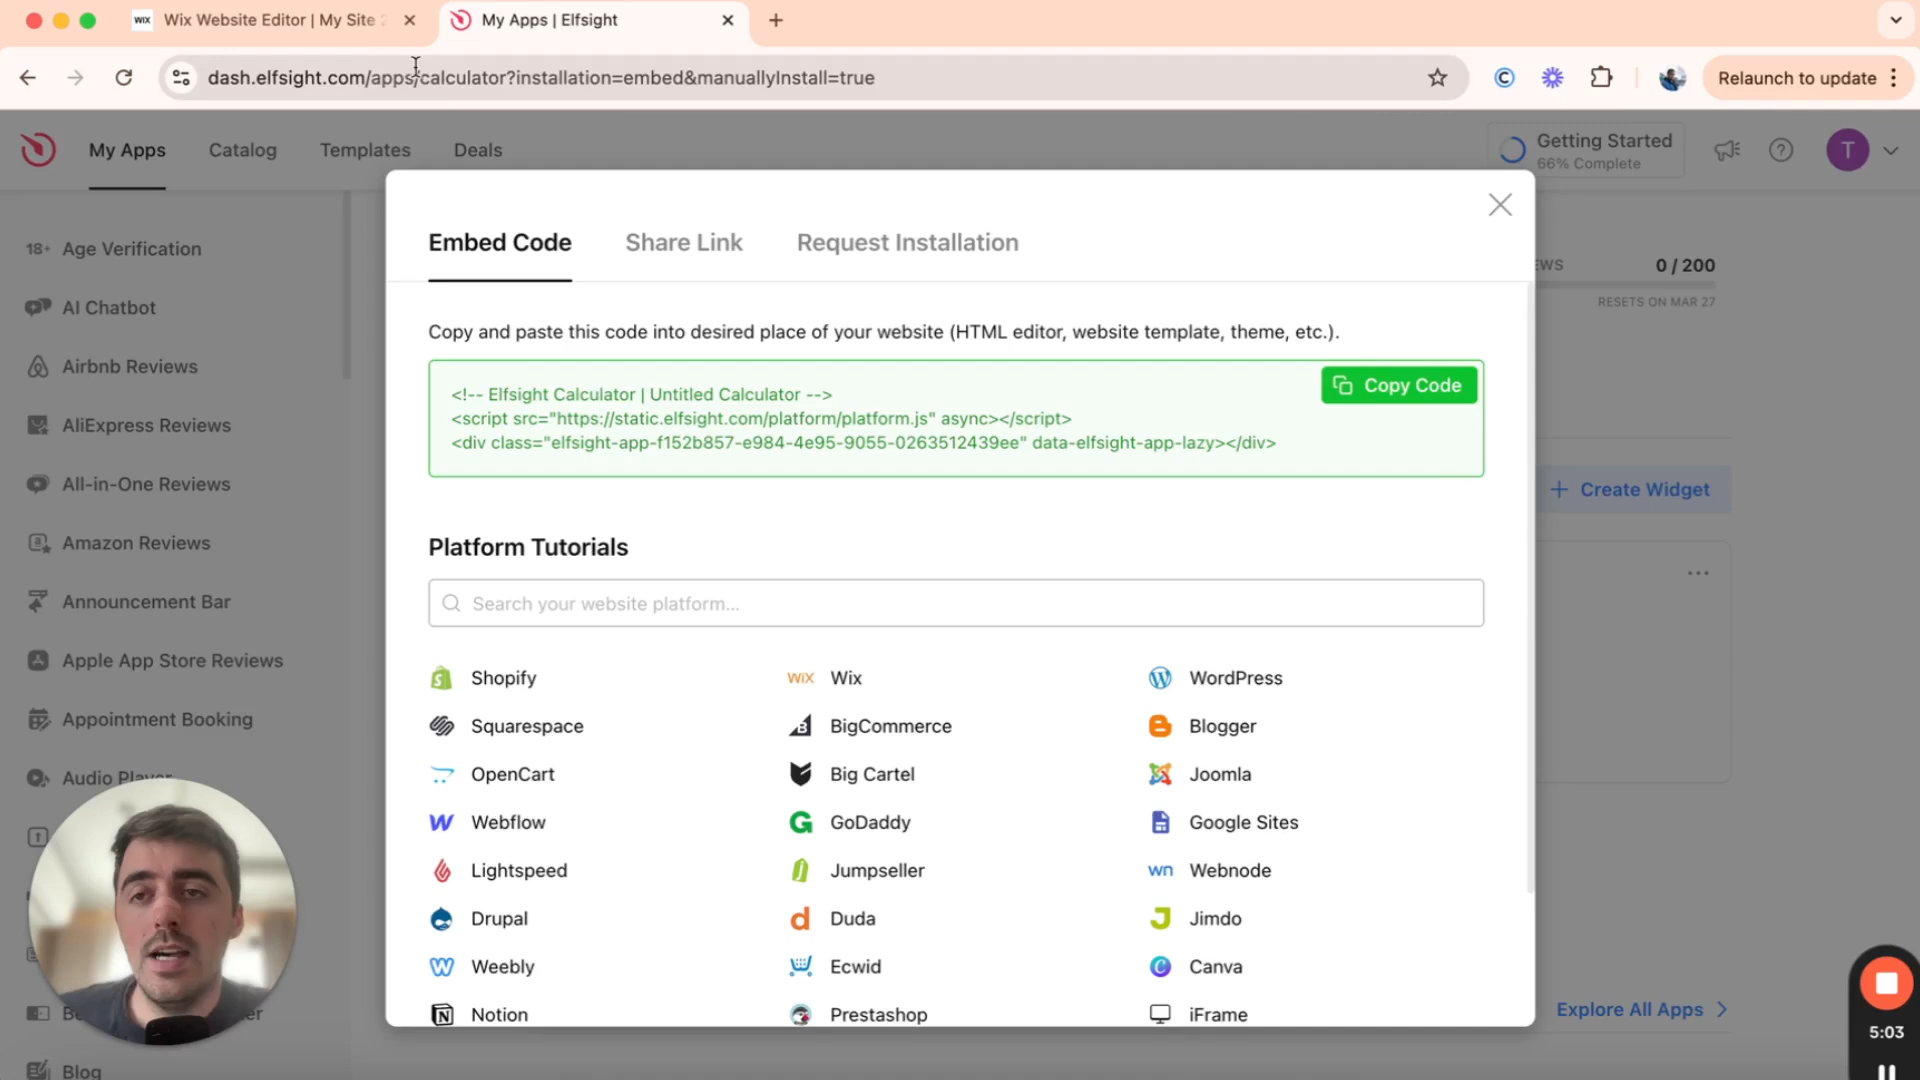 WIX Wix Website Editor | My Site 2
My Apps | Elfsight
dash.elfsight.com/apps/calculator?installation=embed&manuallyInstall=true
Relaunch to update
My Apps
Catalog
Templates
Deals
Getting Started
66% Complete
T
Embed Code
Share Link
Request Installation
EWS
0 / 200
RESETS ON MAR 27
18+ Age Verification
AI Chatbot
Airbnb Reviews
AliExpress Reviews
All-in-One Reviews
Amazon Reviews
Announcement Bar
Apple App Store Reviews
Appointment Booking
Audio Player
Blog
Copy and paste this code into desired place of your website (HTML editor, website template, theme, etc.).
Copy Code
<!-- Elfsight Calculator | Untitled Calculator -->
<script src="https://static.elfsight.com/platform/platform.js" async></script>
<div class="elfsight-app-f152b857-e984-4e95-9055-0263512439ee" data-elfsight-app-lazy></div>
+ Create Widget
Platform Tutorials
Search your website platform...
Shopify
WIX Wix
WordPress
Squarespace
BigCommerce
Blogger
OpenCart
Big Cartel
Joomla
Webflow
GoDaddy
Google Sites
Lightspeed
Jumpseller
wn Webnode
Drupal
Duda
Jimdo
Weebly
Ecwid
Canva
Notion
Prestashop
iFrame
Explore All Apps
5:03